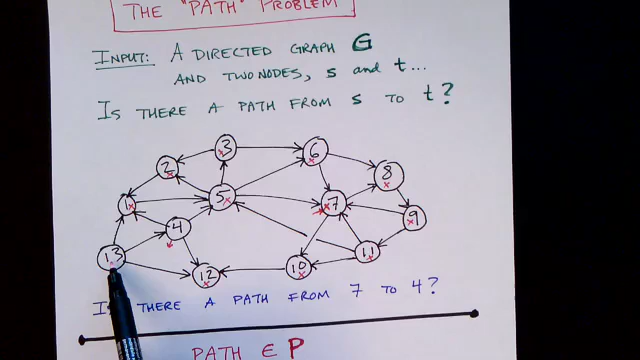 THE "PATH" PROBLEM
INPUT: A DIRECTED GRAPH G
AND TWO NODES, s and t...
IS THERE A PATH FROM s TO t?
3
6
2
8
5
1
7
4
9
13
11
10
12
IS THERE A PATH FROM 7 TO 4?
PATH ∈ P